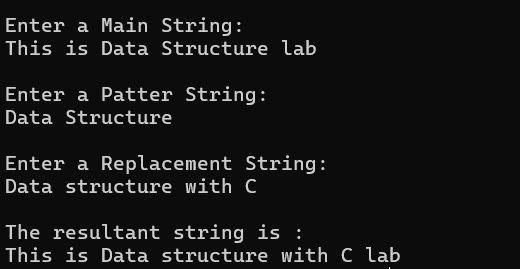 Enter a Main String:
This is Data Structure lab
Enter a Patter String:
Data Structure
Enter a Replacement String:
Data structure with C
The resultant string is :
This is Data structure with C lab